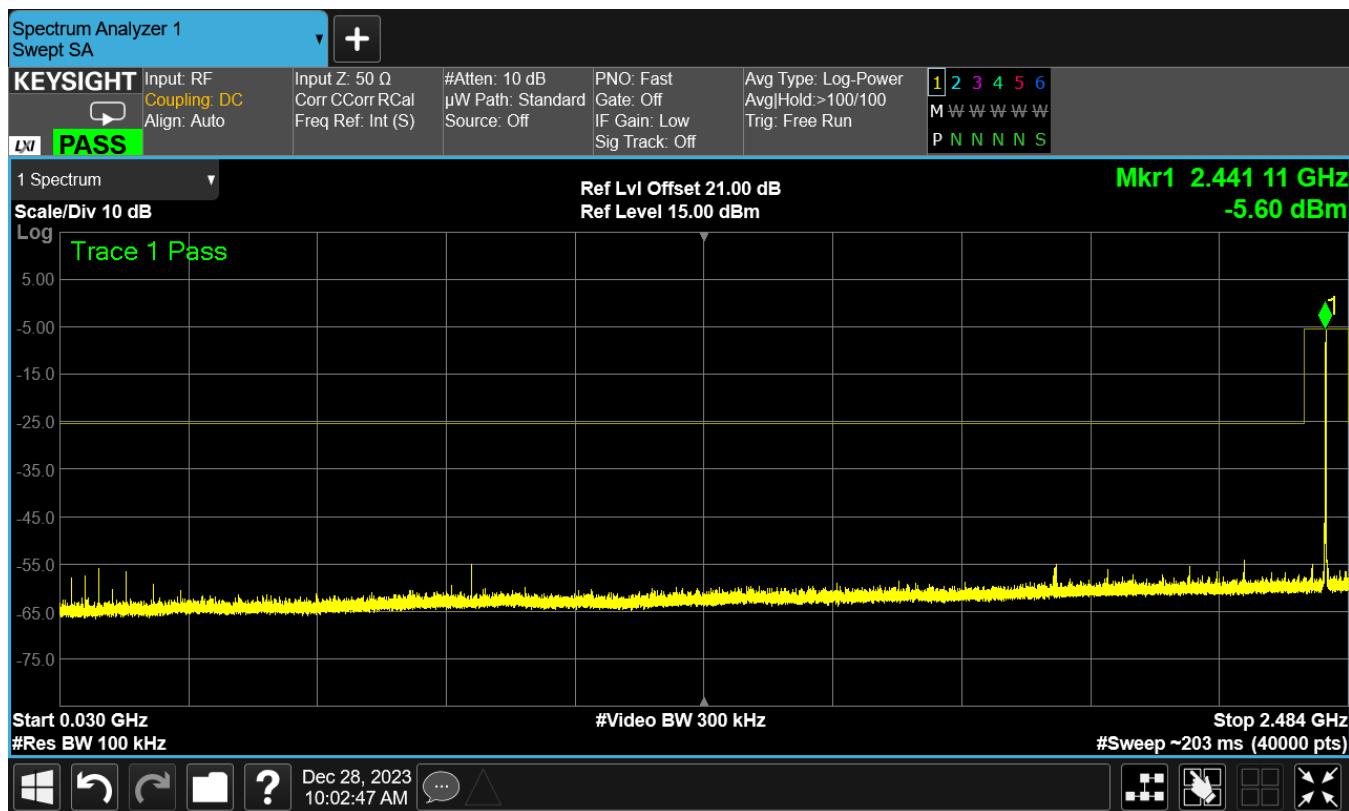 Spectrum Analyzer 1
Swept SA
KEYSIGHT
LXI PASS
Input: RF
Coupling: DC
Align: Auto
Input Z: 50 Ω
Corr CCorr RCal
Freq Ref: Int (S)
#Atten: 10 dB
µW Path: Standard
Source: Off
PNO: Fast
Gate: Off
IF Gain: Low
Sig Track: Off
Avg Type: Log-Power
Avg|Hold:>100/100
Trig: Free Run
1 2 3 4 5 6
M W W W W W
P N N N N S
1 Spectrum
Scale/Div 10 dB
Ref Lvl Offset 21.00 dB
Ref Level 15.00 dBm
Mkr1 2.441 11 GHz
-5.60 dBm
Log
Trace 1 Pass
5.00
1
-5.00
-15.0
-25.0
-35.0
-45.0
-55.0
-65.0
-75.0
Start 0.030 GHz
#Video BW 300 kHz
Stop 2.484 GHz
#Res BW 100 kHz
#Sweep ~203 ms (40000 pts)
?
Dec 28, 2023
10:02:47 AM